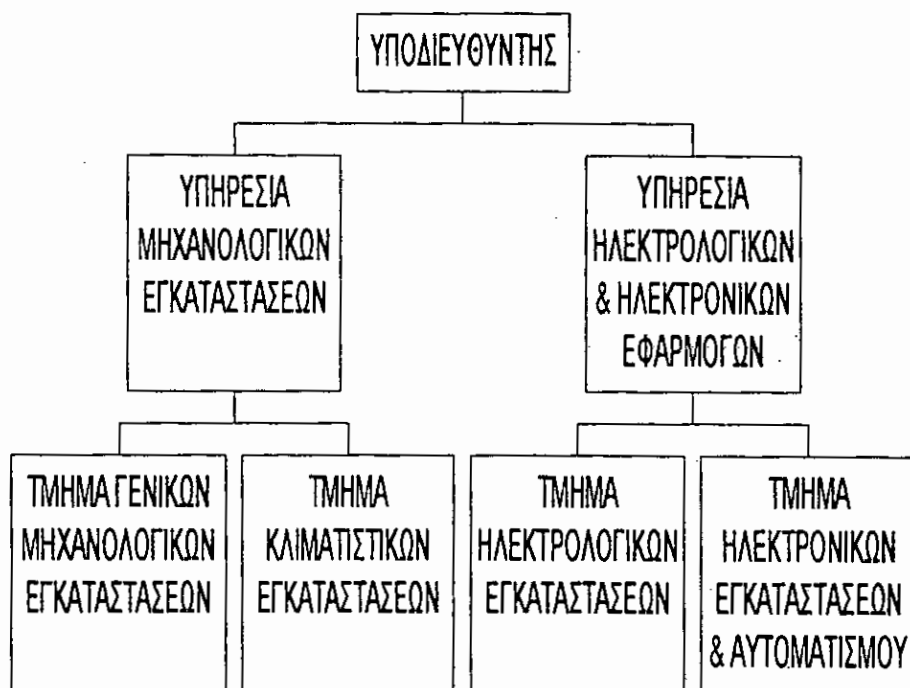 ΥΠΟΔΙΕΥΘΥΝΤΗΣ
ΥΠΗΡΕΣΙΑ
ΜΗΧΑΝΟΛΟΓΙΚΩΝ
ΕΓΚΑΤΑΣΤΑΣΕΩΝ
ΥΠΗΡΕΣΙΑ
ΗΛΕΚΤΡΟΛΟΓΙΚΩΝ
& ΗΛΕΚΤΡΟΝΙΚΩΝ
ΕΦΑΡΜΟΓΩΝ
ΤΜΗΜΑ ΓΕΝΙΚΩΝ
ΜΗΧΑΝΟΛΟΓΙΚΩΝ
ΕΓΚΑΤΑΣΤΑΣΕΩΝ
ΤΜΗΜΑ
ΚΛΙΜΑΤΙΣΤΙΚΩΝ
ΕΓΚΑΤΑΣΤΑΣΕΩΝ
ΤΜΗΜΑ
ΗΛΕΚΤΡΟΛΟΓΙΚΩΝ
ΕΓΚΑΤΑΣΤΑΣΕΩΝ
ΤΜΗΜΑ
ΗΛΕΚΤΡΟΝΙΚΩΝ
ΕΓΚΑΤΑΣΤΑΣΕΩΝ
& ΑΥΤΟΜΑΤΙΣΜΟΥ